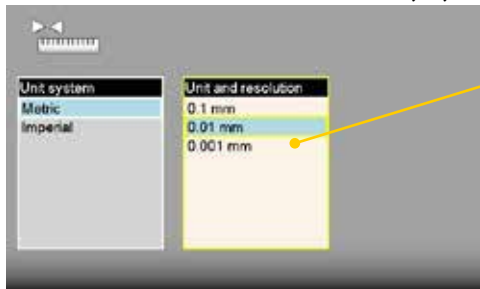 Unit system
Metric
Imperial
Unit and resolution
0.1 mm
0.01 mm
0.001 mm